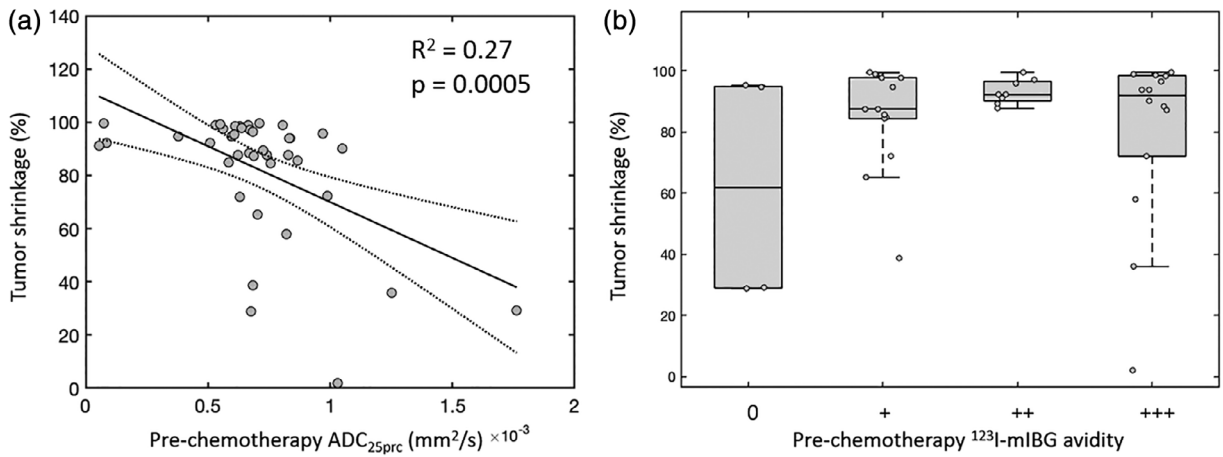 (a)
R² = 0.27
p = 0.0005
Tumor shrinkage (%)
140
120
100
80
60
40
20
0
0 0.5 1 1.5 2
Pre-chemotherapy ADC25prc (mm²/s) ×10⁻³
(b)
Tumor shrinkage (%)
100
80
60
40
20
0
0 + ++ +++
Pre-chemotherapy ¹²³I-mIBG avidity